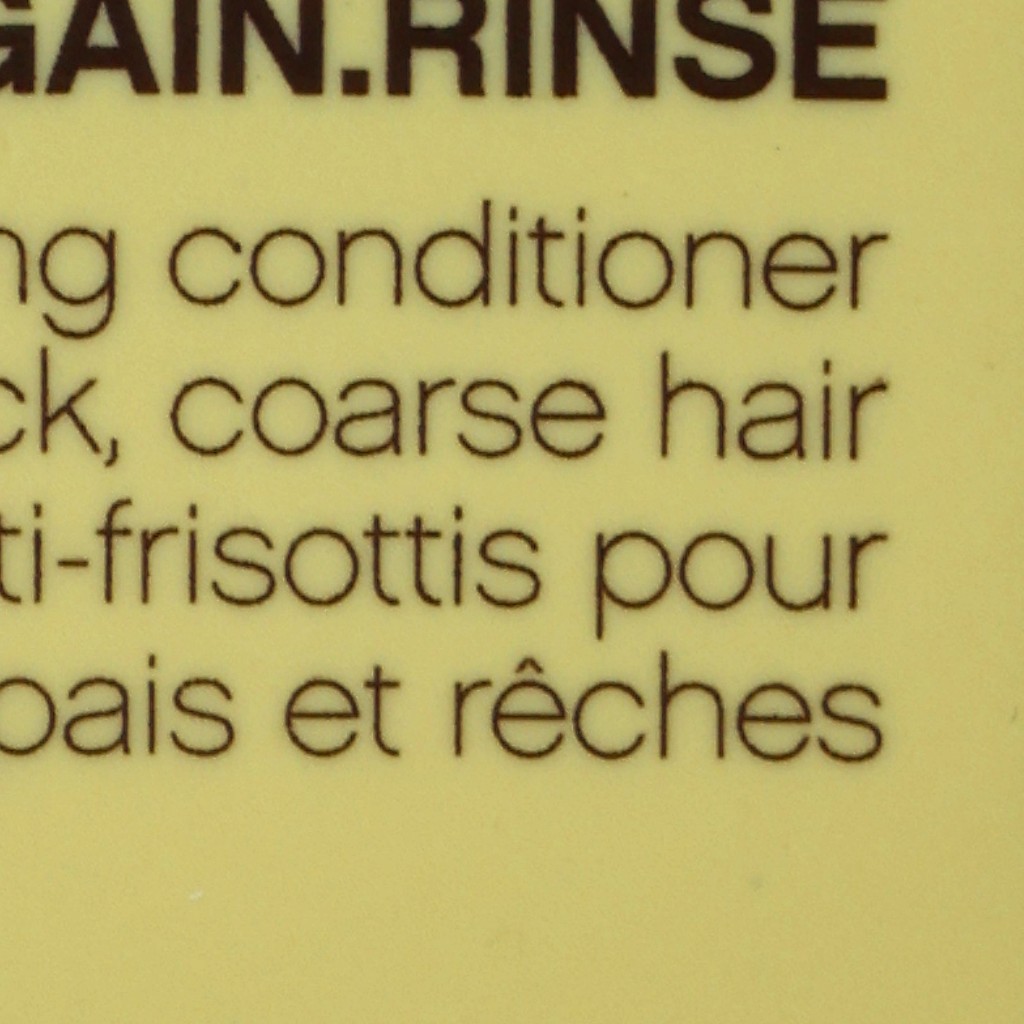 GAIN.RINSE
ng conditioner
ck, coarse hair
ti-frisottis pour
pais et rêches